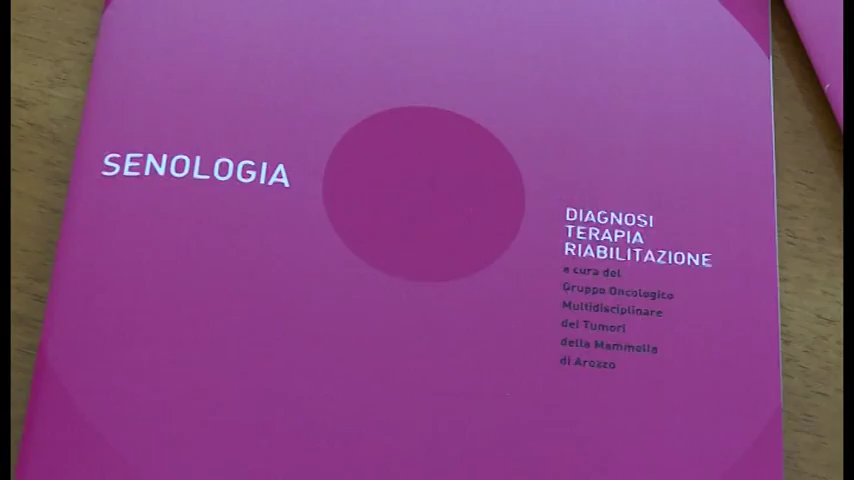 SENOLOGIA
DIAGNOSI
TERAPIA
RIABILITAZIONE
a cura del
Gruppo Oncologico
Multidisciplinare
dei Tumori
della Mammella
di Arezzo